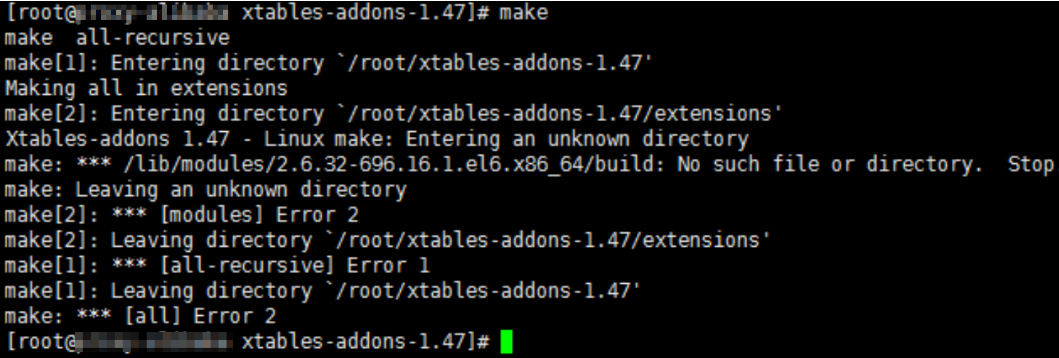 [root@ xtables-addons-1.47]# make
make  all-recursive
make[1]: Entering directory `/root/xtables-addons-1.47'
Making all in extensions
make[2]: Entering directory `/root/xtables-addons-1.47/extensions'
Xtables-addons 1.47 - Linux make: Entering an unknown directory
make: *** /lib/modules/2.6.32-696.16.1.el6.x86_64/build: No such file or directory.  Stop
make: Leaving an unknown directory
make[2]: *** [modules] Error 2
make[2]: Leaving directory `/root/xtables-addons-1.47/extensions'
make[1]: *** [all-recursive] Error 1
make[1]: Leaving directory `/root/xtables-addons-1.47'
make: *** [all] Error 2
[root@ xtables-addons-1.47]#